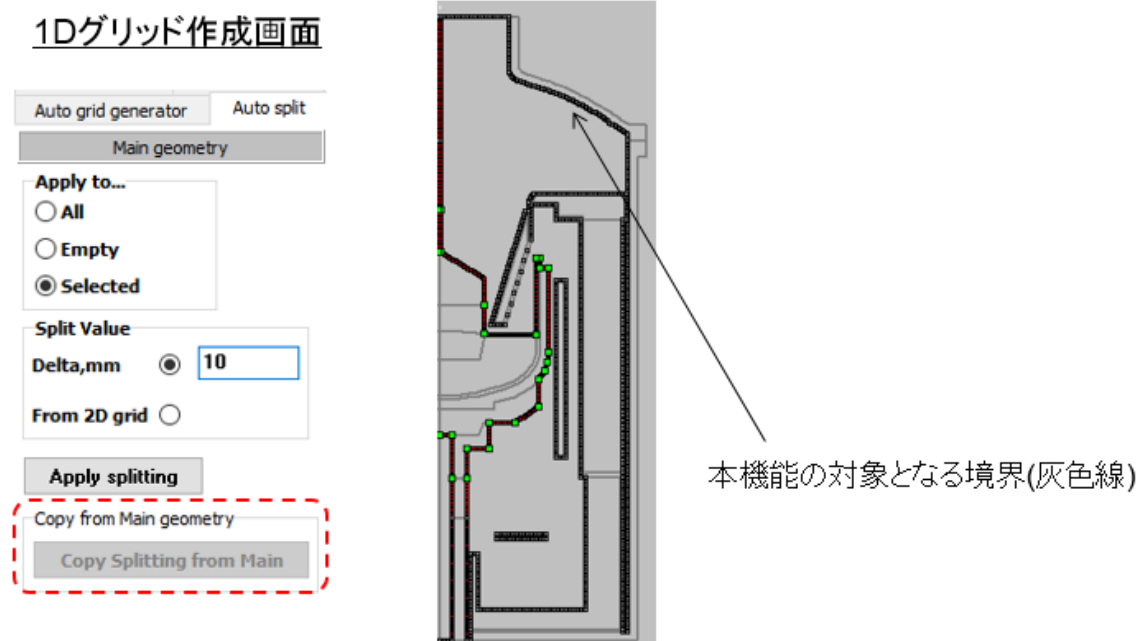 1Dグリッド作成画面
Auto grid generator
Auto split
Main geometry
Apply to...
All
Empty
Selected
Split Value
Delta,mm 10
From 2D grid
Apply splitting
Copy from Main geometry
Copy Splitting from Main
本機能の対象となる境界(灰色線)